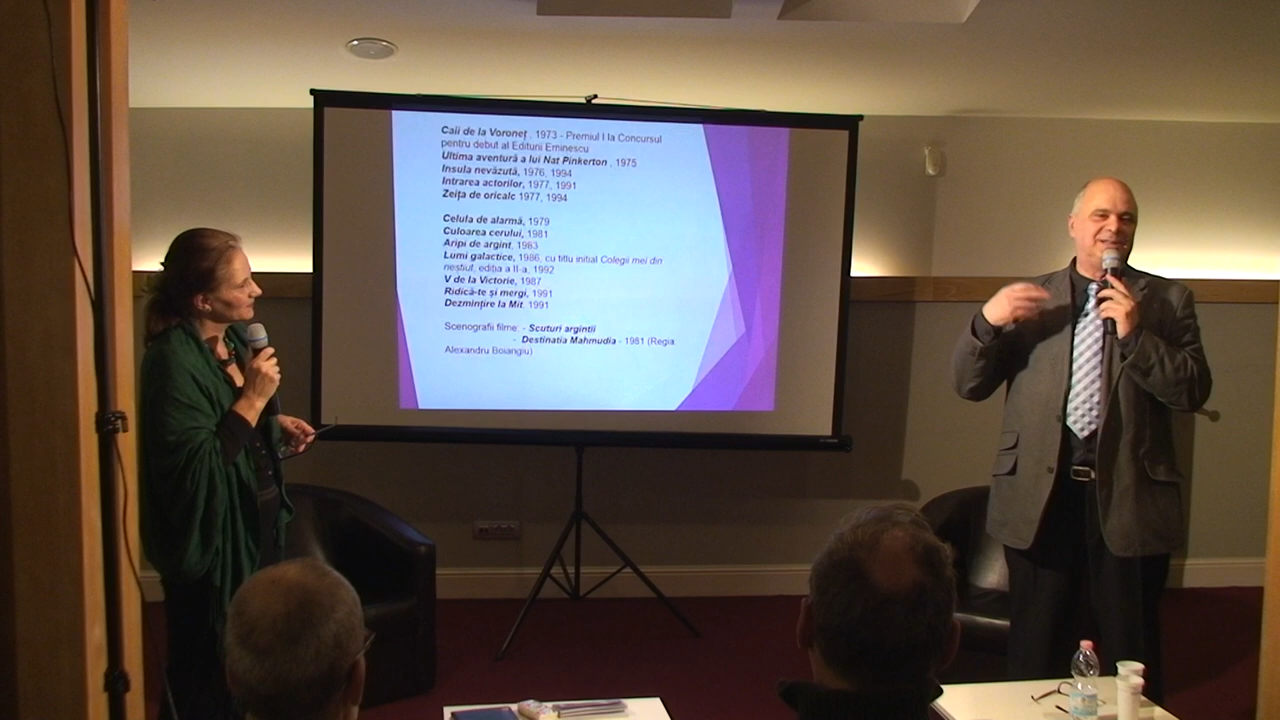 Caii de la Voroneț , 1973 - Premiul I la Concursul
pentru debut al Editurii Eminescu
Ultima aventură a lui Nat Pinkerton , 1975
Insula nevăzută, 1976, 1994
Intrarea actorilor, 1977, 1991
Zeița de oricalc 1977, 1994
Celula de alarmă, 1979
Culoarea cerului, 1981
Aripi de argint, 1983
Lumi galactice, 1986, cu titlu inițial Colegii mei din
neștiut, ediția a II-a, 1992
V de la Victorie, 1987
Ridică-te și mergi, 1991
Dezmințire la Mit. 1991
Scenografii filme: - Scuturi argintii
- Destinatia Mahmudia - 1981 (Regia
Alexandru Boiangiu)